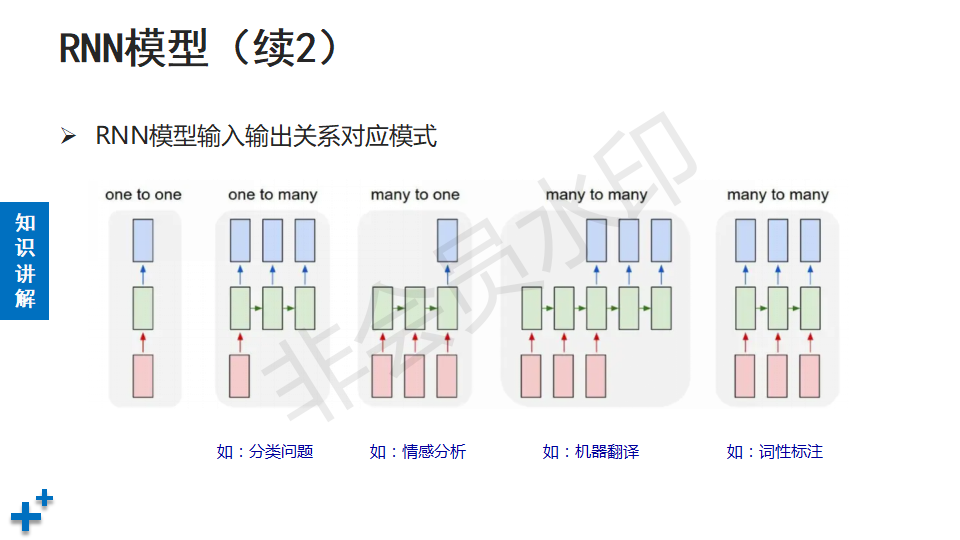 RNN模型（续2）
➢ RNN模型输入输出关系对应模式
one to one one to many many to one many to many many to many
知识讲解
如：分类问题 如：情感分析 如：机器翻译 如：词性标注
非会员水印